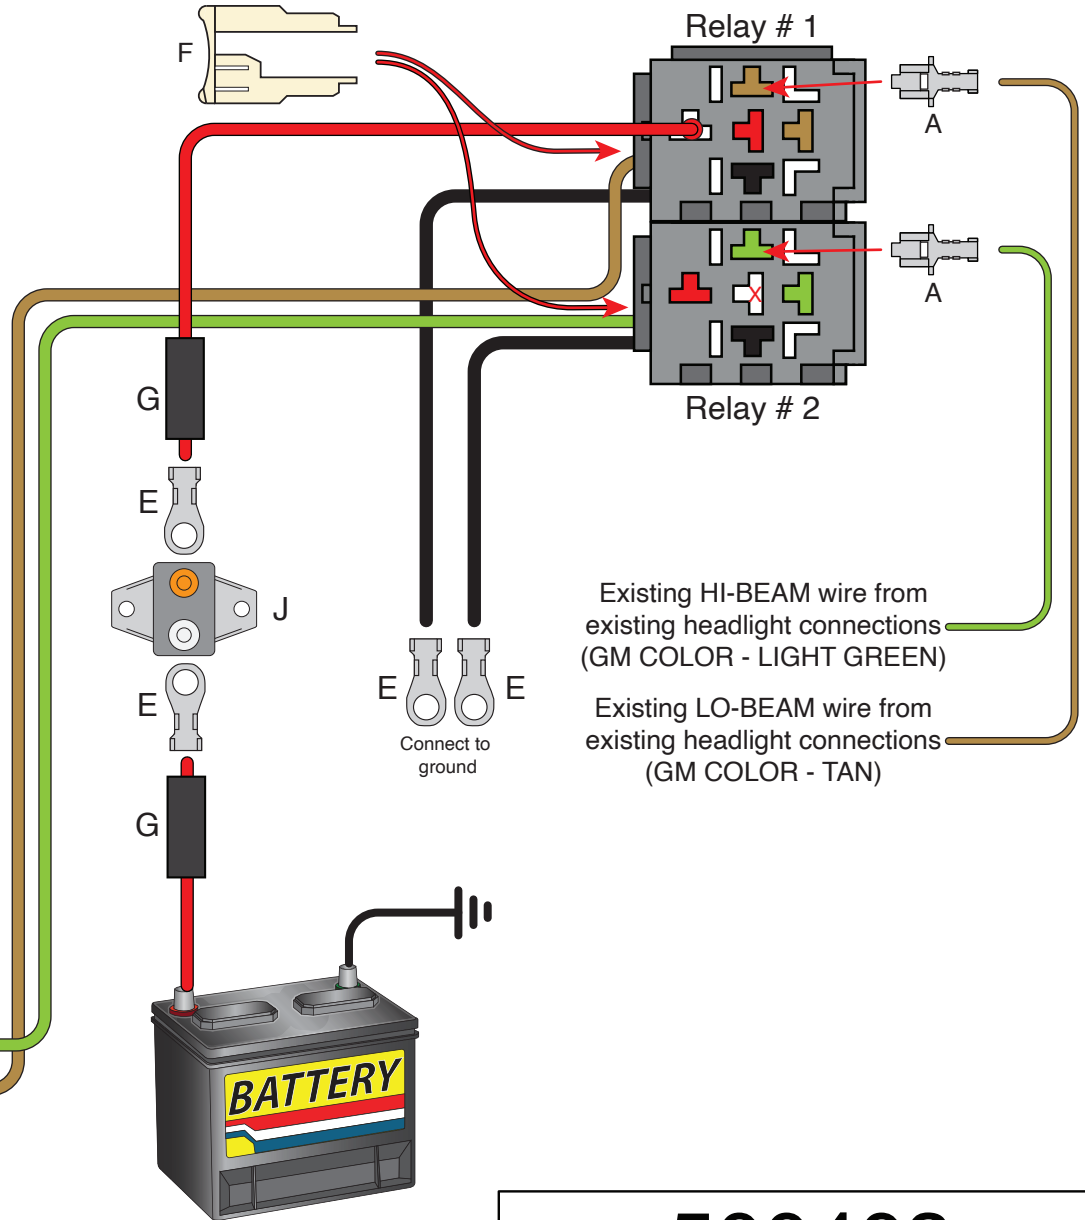 Relay # 1
F
A
A
G
Relay # 2
E
J
Existing HI-BEAM wire from
existing headlight connections
(GM COLOR - LIGHT GREEN)
E
E
E
Connect to
ground
Existing LO-BEAM wire from
existing headlight connections
(GM COLOR - TAN)
G
BATTERY